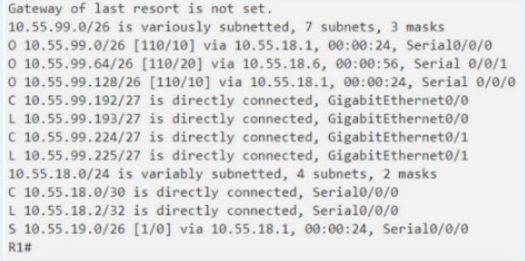 Gateway of last resort is not set.
10.55.99.0/26 is variously subnetted, 7 subnets, 3 masks
O 10.55.99.0/26 [110/10] via 10.55.18.1, 00:00:24, Serial0/0/0
O 10.55.99.64/26 [110/20] via 10.55.18.6, 00:00:56, Serial 0/0/1
O 10.55.99.128/26 [110/10] via 10.55.18.1, 00:00:24, Serial 0/0/0
C 10.55.99.192/27 is directly connected, GigabitEthernet0/0
L 10.55.99.193/27 is directly connected, GigabitEthernet0/0
C 10.55.99.224/27 is directly connected, GigabitEthernet0/1
L 10.55.99.225/27 is directly connected, GigabitEthernet0/1
10.55.18.0/24 is variably subnetted, 4 subnets, 2 masks
C 10.55.18.0/30 is directly connected, Serial0/0/0
L 10.55.18.2/32 is directly connected, Serial0/0/0
S 10.55.19.0/26 [1/0] via 10.55.18.1, 00:00:24, Serial0/0/0
R1#